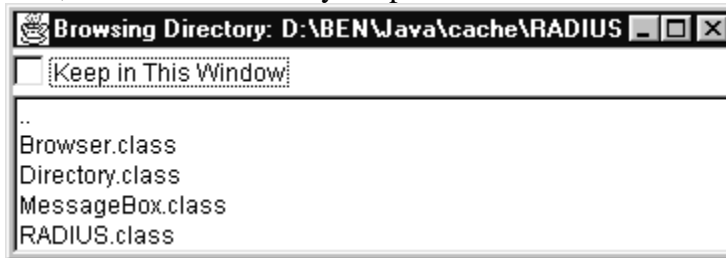 Browsing Directory: D:\BEN\Java\cache\RADIUS
Keep in This Window
..
Browser.class
Directory.class
MessageBox.class
RADIUS.class